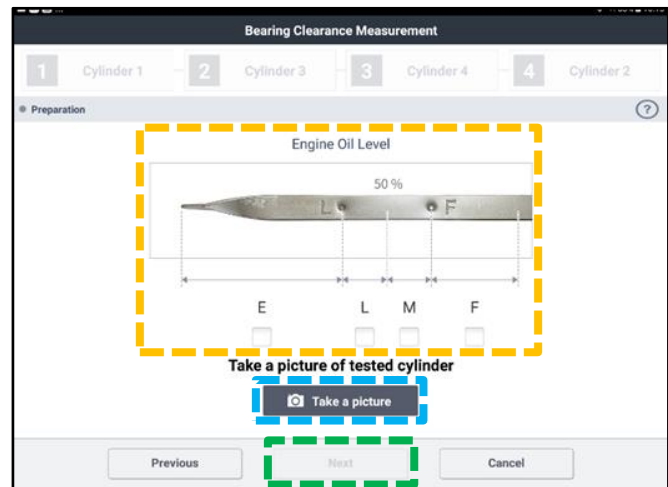 Bearing Clearance Measurement
1 Cylinder 1 2 Cylinder 3 3 Cylinder 4 4 Cylinder 2
Preparation ?
Engine Oil Level
50 %
L F
E L M F
Take a picture of tested cylinder
Take a picture
Previous Next Cancel